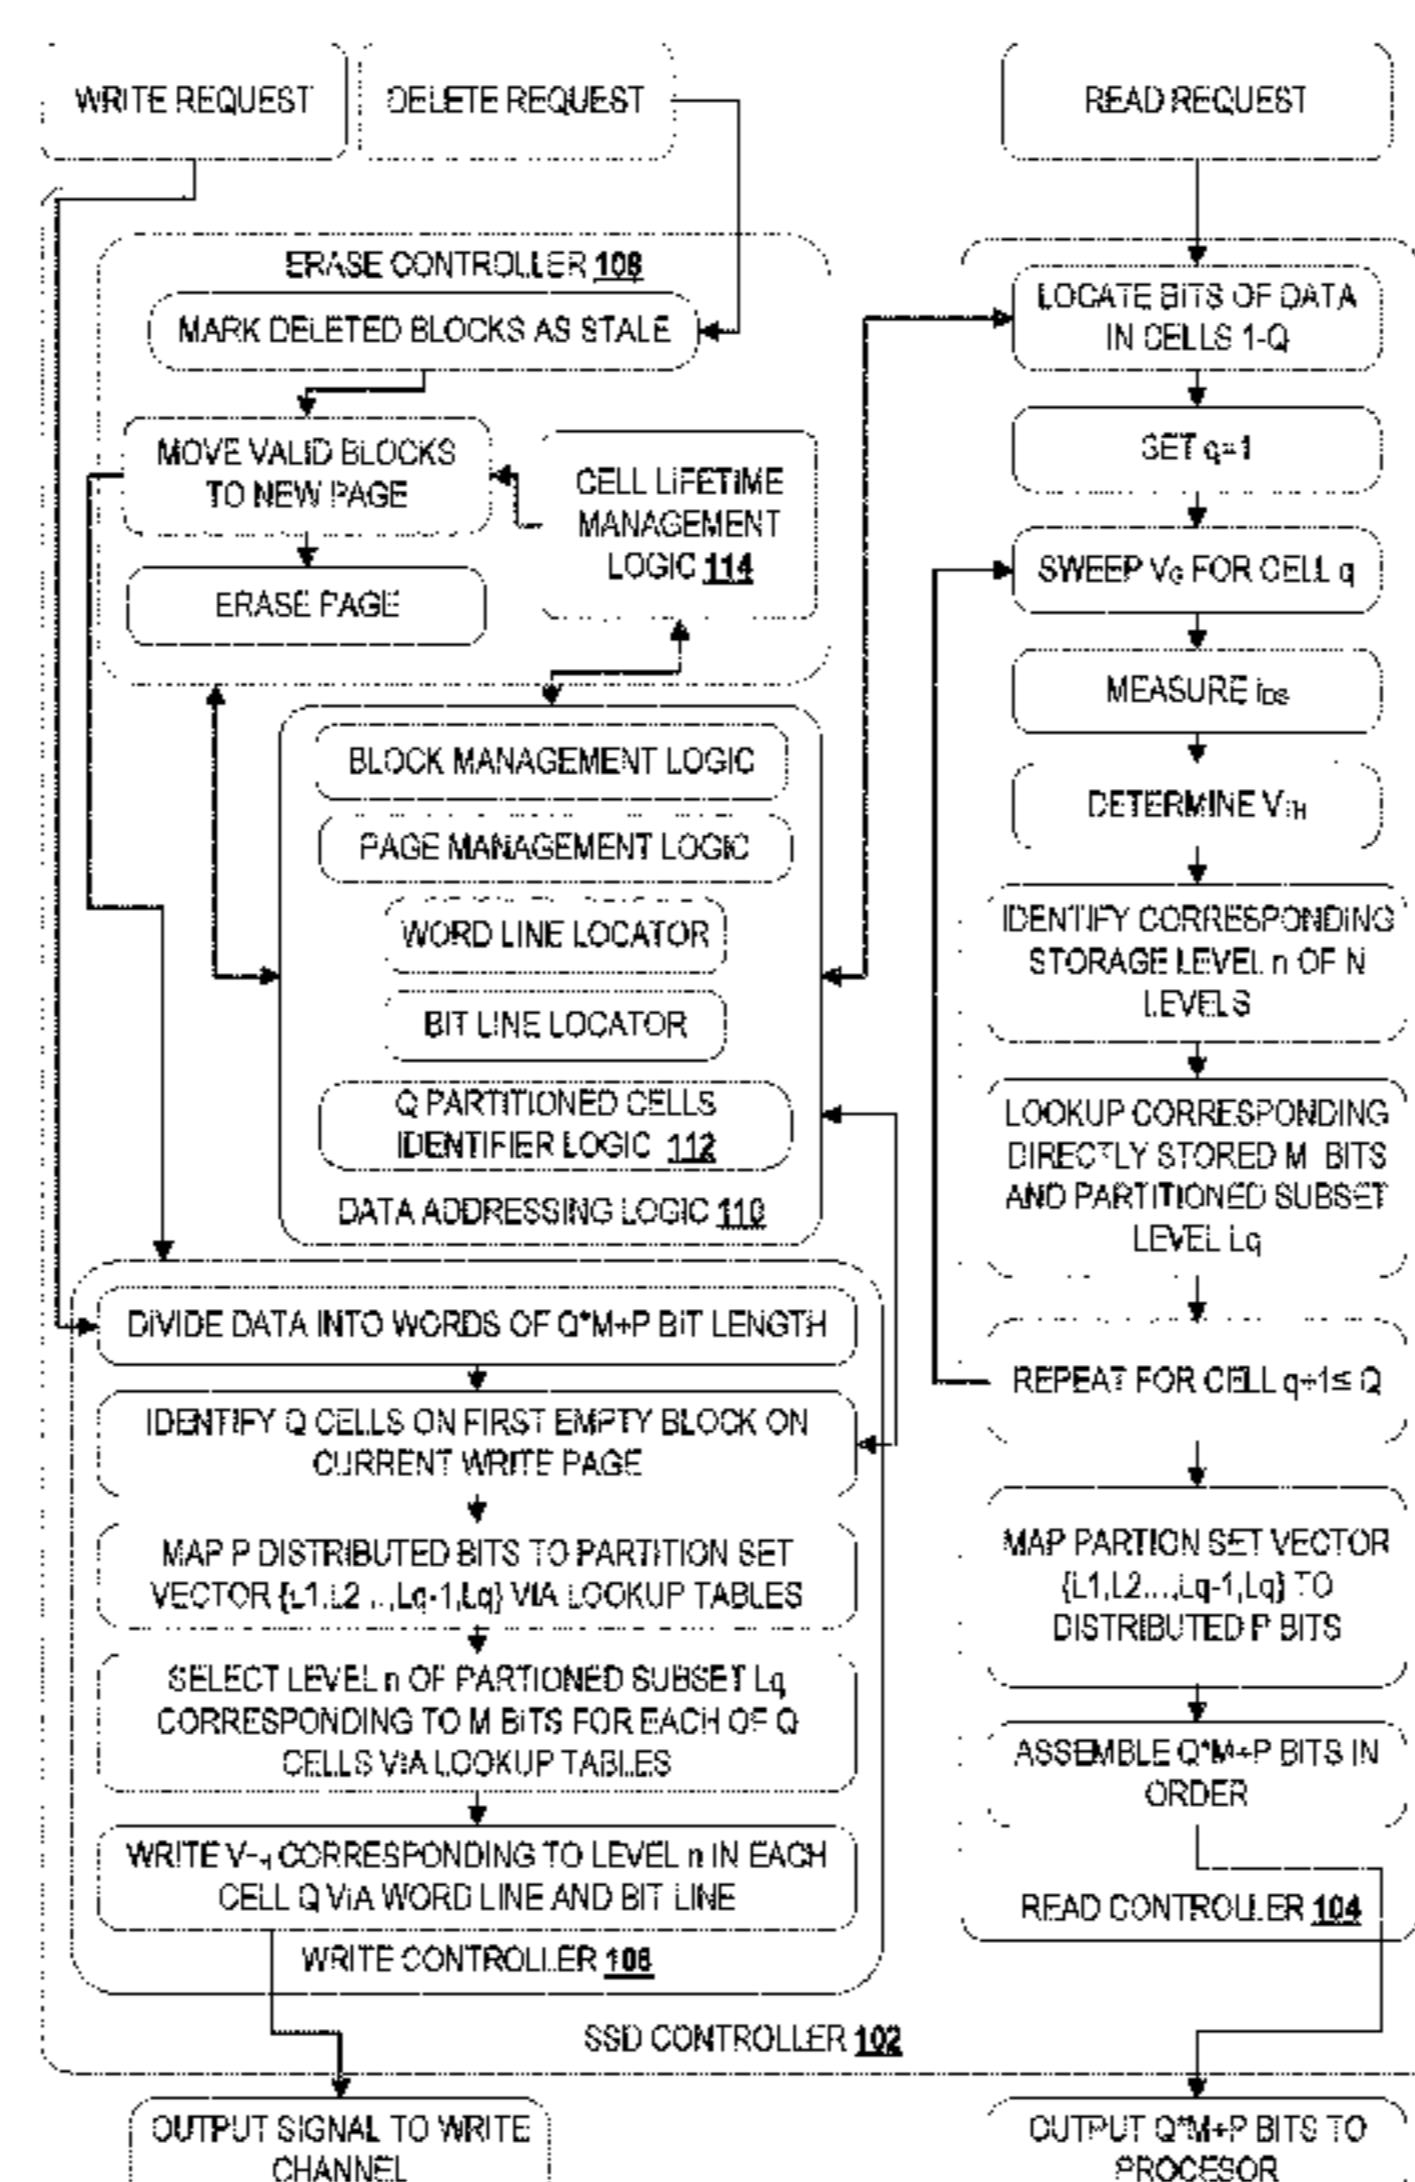 WRITE REQUEST
DELETE REQUEST
READ REQUEST
ERASE CONTROLLER 108
MARK DELETED BLOCKS AS STALE
MOVE VALID BLOCKS
TO NEW PAGE
CELL LIFETIME
MANAGEMENT
LOGIC 114
ERASE PAGE
BLOCK MANAGEMENT LOGIC
PAGE MANAGEMENT LOGIC
WORD LINE LOCATOR
BIT LINE LOCATOR
Q PARTITIONED CELLS
IDENTIFIER LOGIC 112
DATA ADDRESSING LOGIC 110
DIVIDE DATA INTO WORDS OF Q*M+P BIT LENGTH
IDENTIFY Q CELLS ON FIRST EMPTY BLOCK ON
CURRENT WRITE PAGE
MAP P DISTRIBUTED BITS TO PARTITION SET
VECTOR {L1,L2...,Lq-1,Lq} VIA LOOKUP TABLES
SELECT LEVEL n OF PARTIONED SUBSET Lq
CORRESPONDING TO M BITS FOR EACH OF Q
CELLS VIA LOOKUP TABLES
WRITE VTH CORRESPONDING TO LEVEL n IN EACH
CELL Q VIA WORD LINE AND BIT LINE
WRITE CONTROLLER 106
LOCATE BITS OF DATA
IN CELLS 1-Q
SET q=1
SWEEP VG FOR CELL q
MEASURE iDS
DETERMINE VTH
IDENTIFY CORRESPONDING
STORAGE LEVEL n OF N
LEVELS
LOOKUP CORRESPONDING
DIRECTLY STORED M BITS
AND PARTITIONED SUBSET
LEVEL Lq
REPEAT FOR CELL q+1≤ Q
MAP PARTION SET VECTOR
{L1,L2...,Lq-1,Lq} TO
DISTRIBUTED P BITS
ASSEMBLE Q*M+P BITS IN
ORDER
READ CONTROLLER 104
SSD CONTROLLER 102
OUTPUT SIGNAL TO WRITE
CHANNEL
OUTPUT Q*M+P BITS TO
PROCESOR